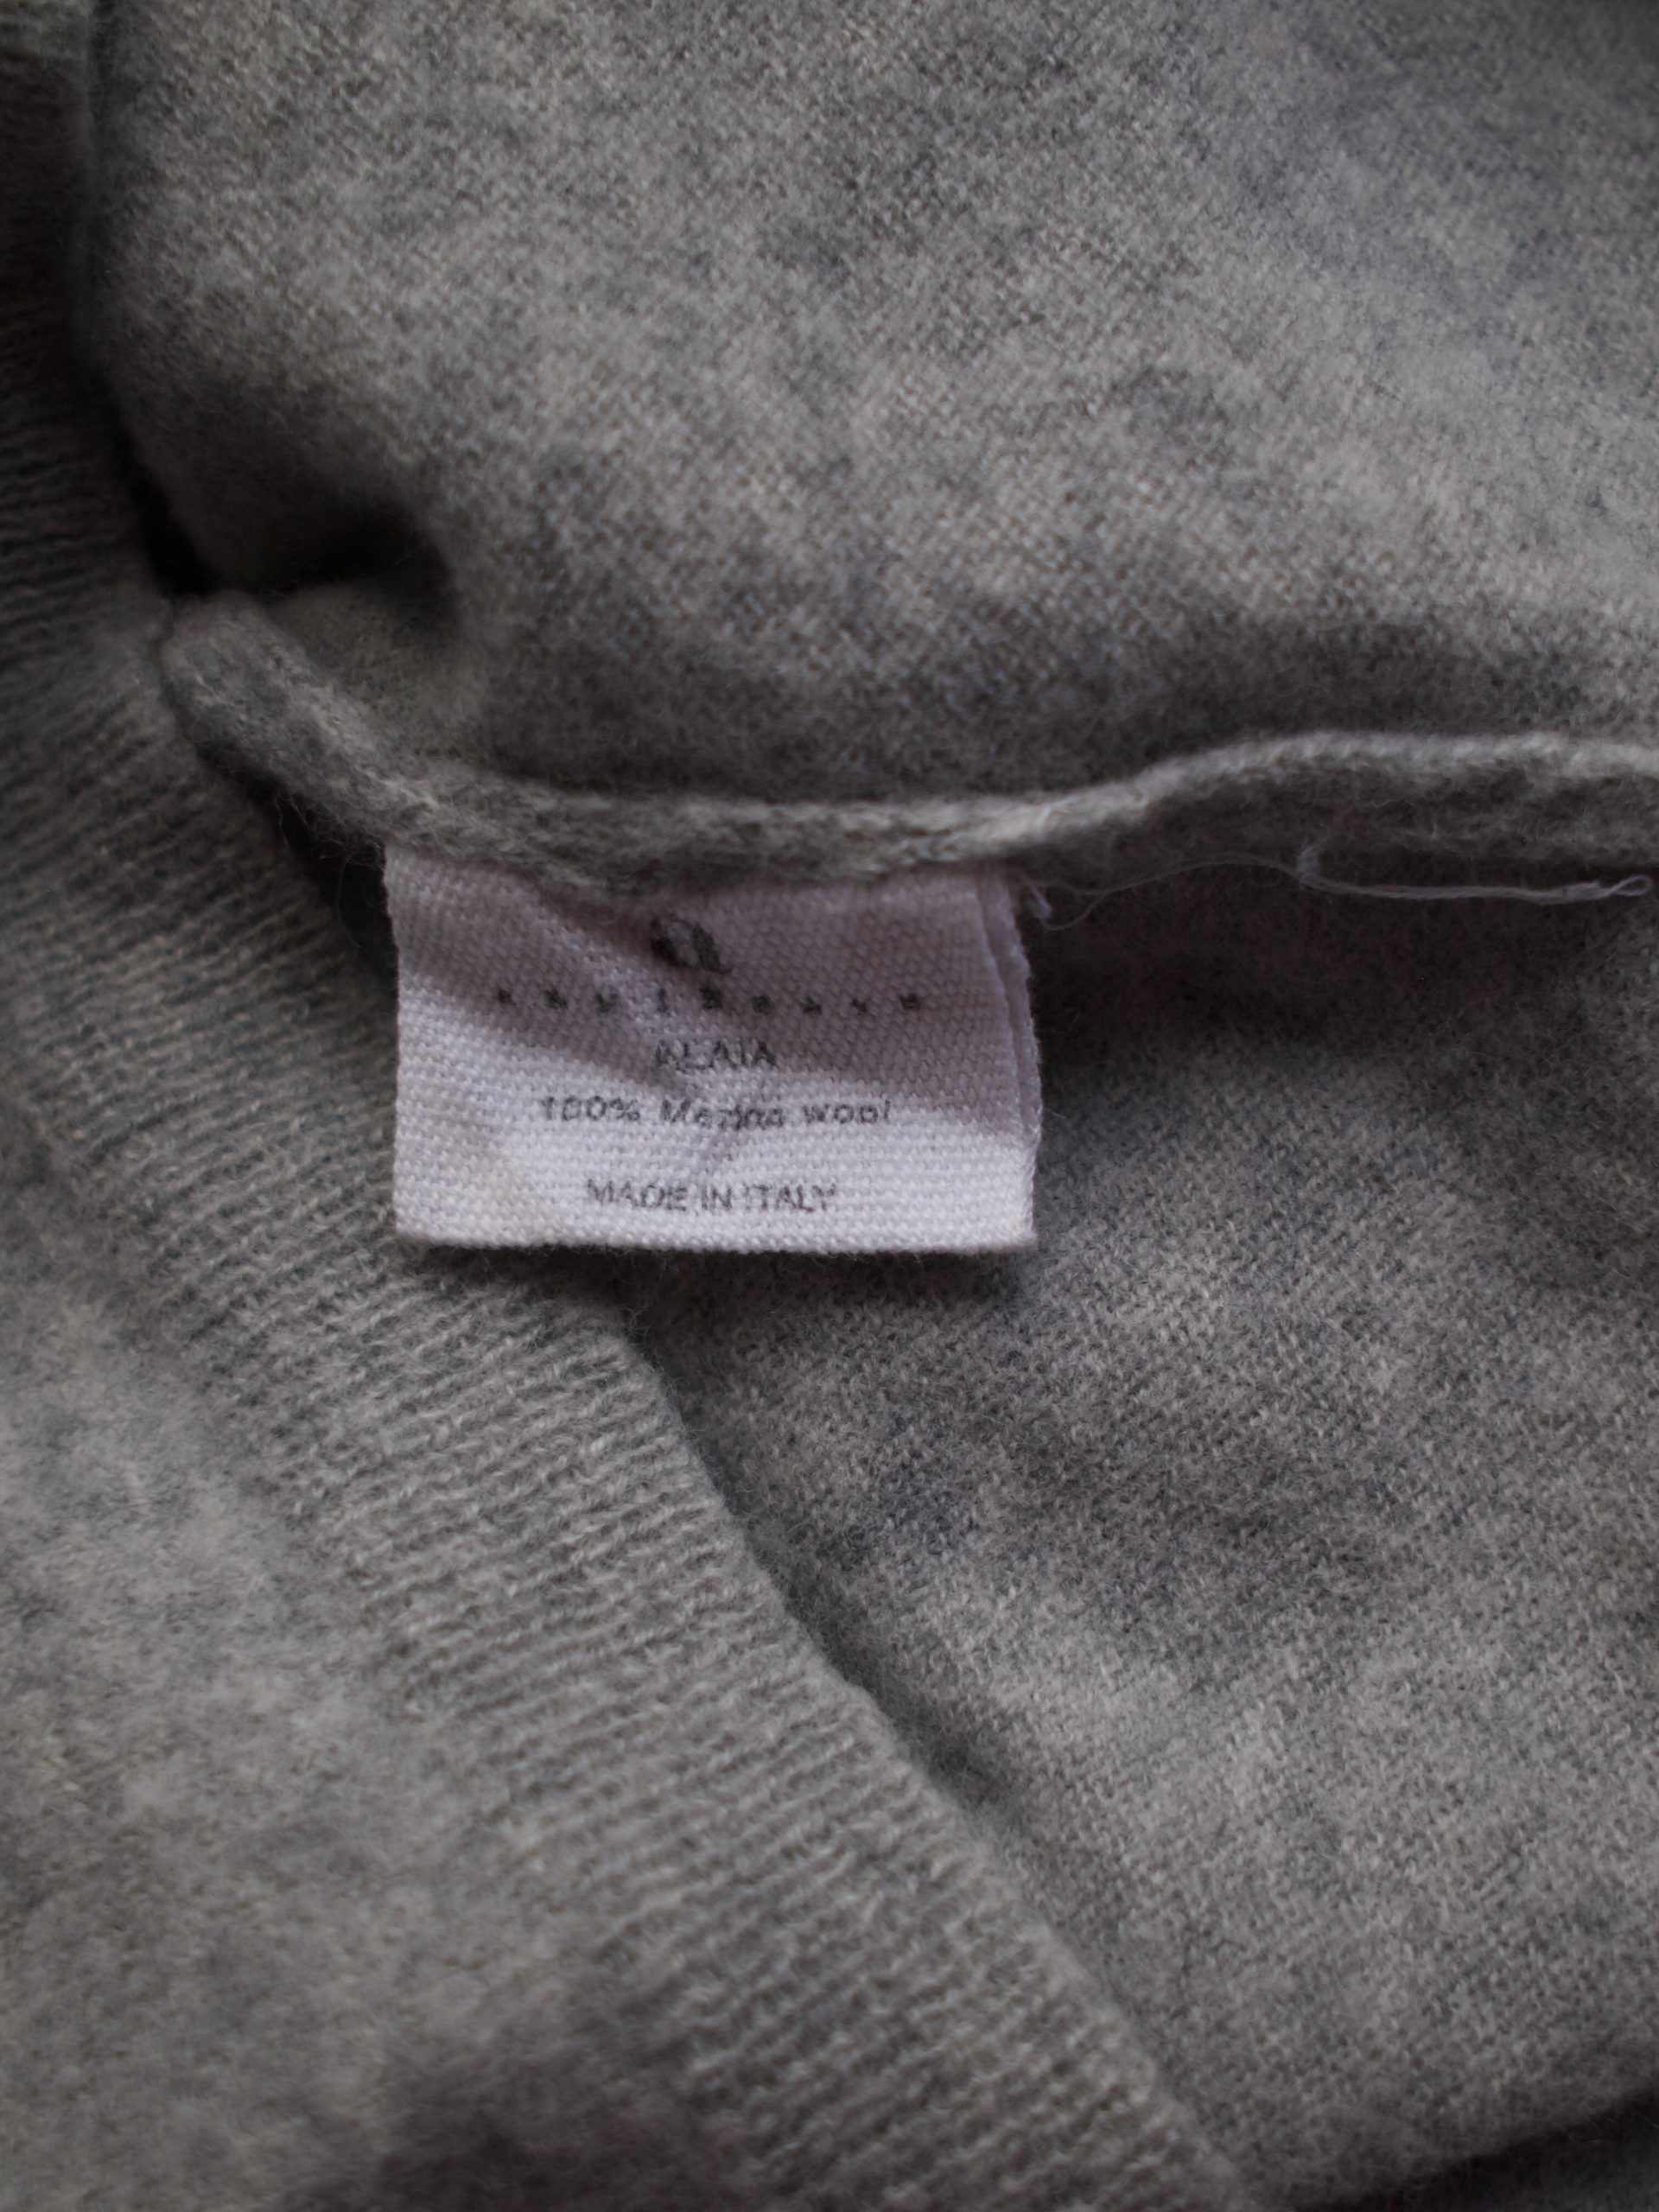 a
ALAIA
100% Merino wool
MADE IN ITALY